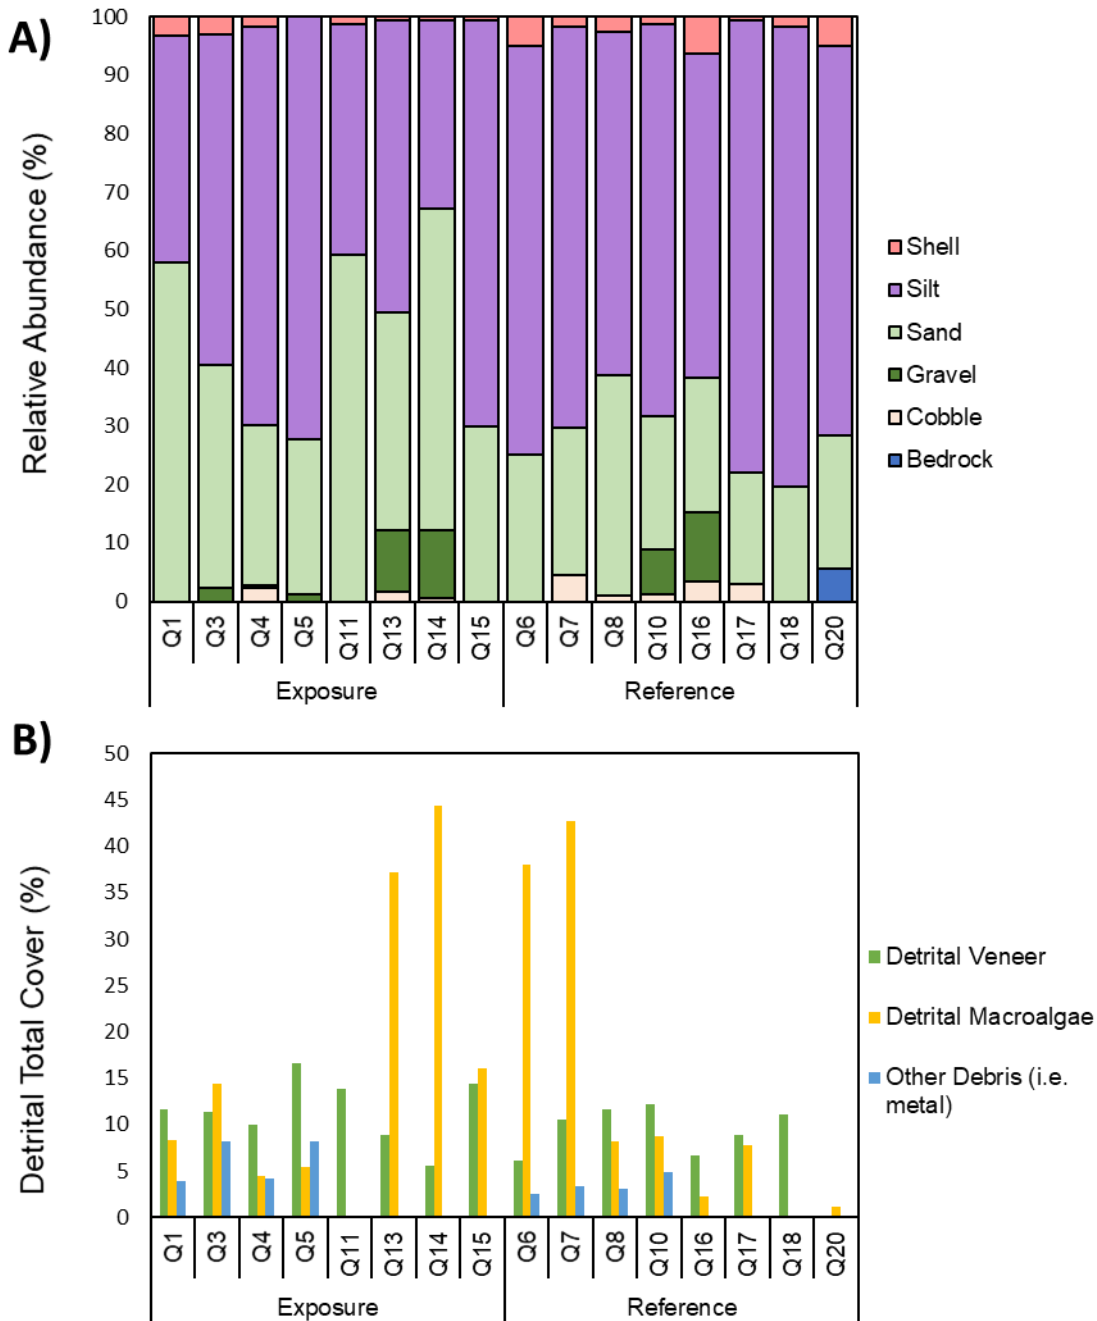 A)
Relative Abundance (%)
100
90
80
70
60
50
40
30
20
10
0
Q1 Q3 Q4 Q5 Q11 Q13 Q14 Q15 Q6 Q7 Q8 Q10 Q16 Q17 Q18 Q20
Exposure Reference
Shell
Silt
Sand
Gravel
Cobble
Bedrock
B)
Detrital Total Cover (%)
50
45
40
35
30
25
20
15
10
5
0
Q1 Q3 Q4 Q5 Q11 Q13 Q14 Q15 Q6 Q7 Q8 Q10 Q16 Q17 Q18 Q20
Exposure Reference
Detrital Veneer
Detrital Macroalgae
Other Debris (i.e.
metal)